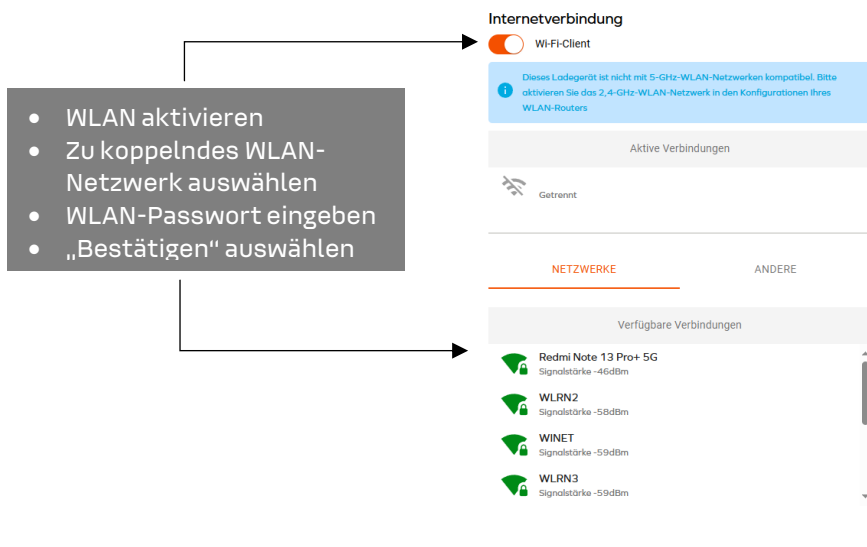 Internetverbindung
Wi-Fi-Client
Dieses Ladegerät ist nicht mit 5-GHz-WLAN-Netzwerken kompatibel. Bitte
aktivieren Sie das 2,4-GHz-WLAN-Netzwerk in den Konfigurationen Ihres
WLAN-Routers
• WLAN aktivieren
• Zu koppelndes WLAN-
Netzwerk auswählen
• WLAN-Passwort eingeben
• „Bestätigen“ auswählen
Aktive Verbindungen
Getrennt
NETZWERKE
ANDERE
Verfügbare Verbindungen
Redmi Note 13 Pro+ 5G
Signalstärke -46dBm
WLRN2
Signalstärke -58dBm
WINET
Signalstärke -59dBm
WLRN3
Signalstärke -59dBm